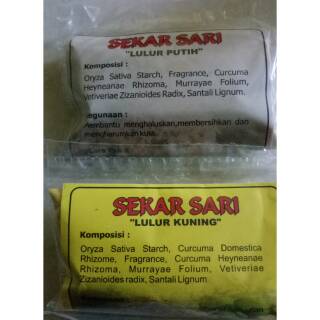 SEKAR SARI
"LULUR PUTIH"
Komposisi :
Oryza Sativa Starch, Fragrance, Curcuma
Heyneanae Rhizoma, Murrayae Folium,
Vetiveriae Zizanioides Radix, Santali Lignum.
Kegunaan :
Membantu menghaluskan,membersihkan dan
mengharumkan kulit.
SEKAR SARI
"LULUR KUNING"
Komposisi :
Oryza Sativa Starch, Curcuma Domestica
Rhizome, Fragrance, Curcuma Heyneanae
Rhizoma, Murrayae Folium, Vetiveriae
Zizanioides radix, Santali Lignum.